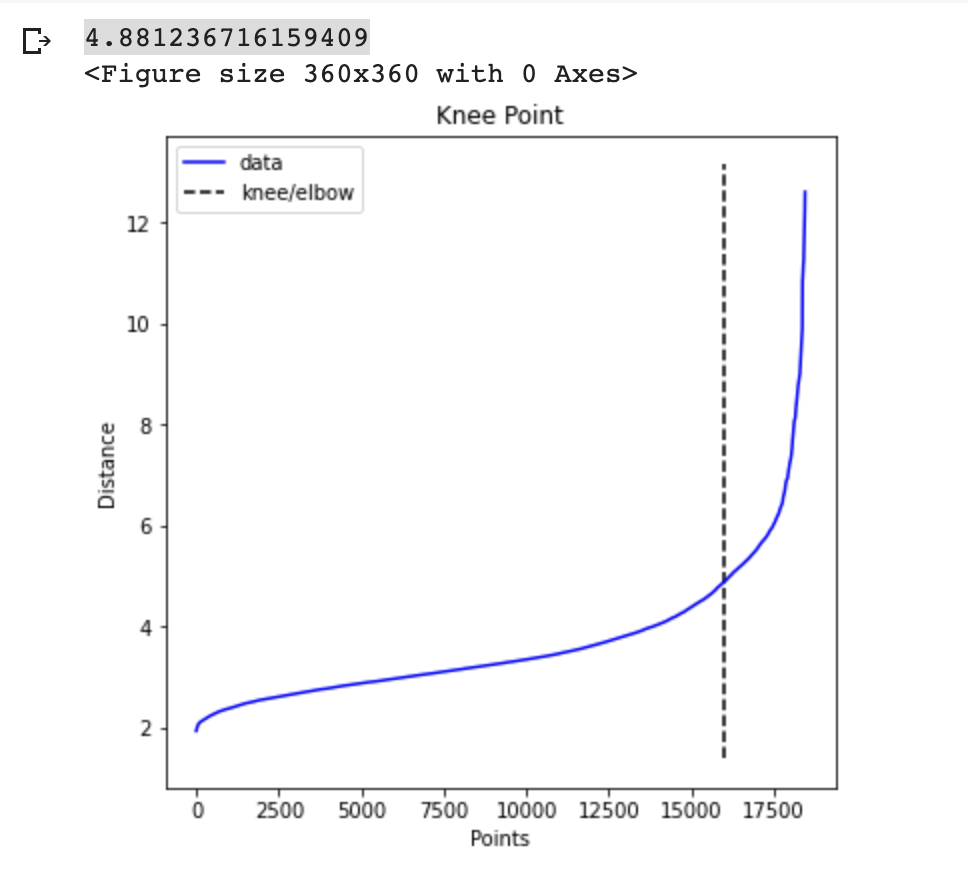 4.881236716159409
<Figure size 360x360 with 0 Axes>
Knee Point
data
knee/elbow
12
10
8
6
4
2
Distance
0 2500 5000 7500 10000 12500 15000 17500
Points